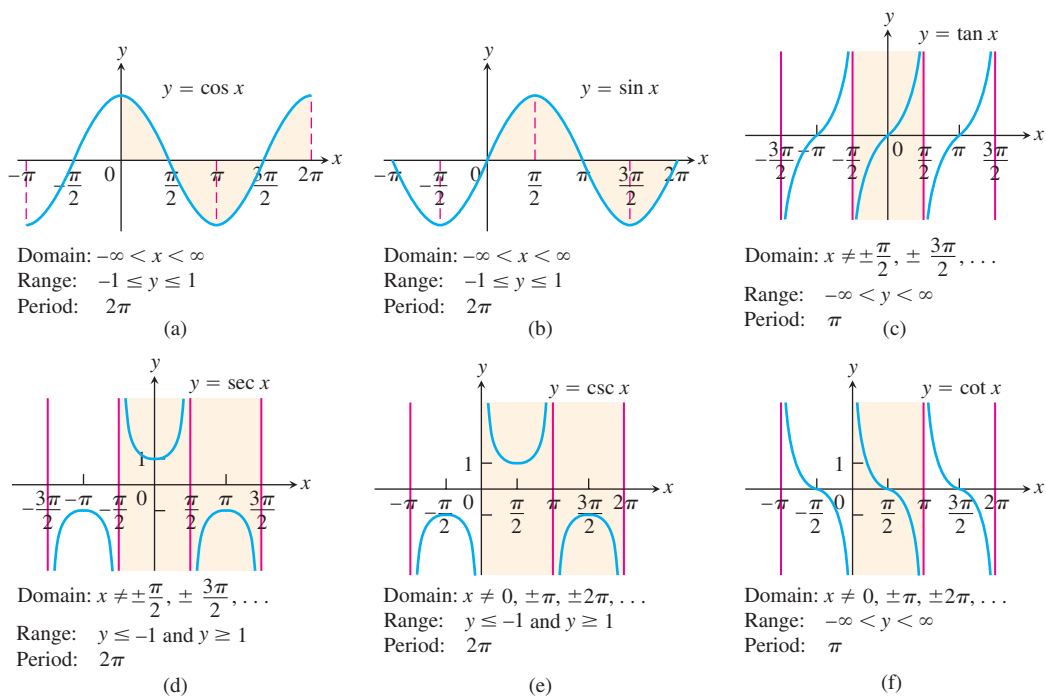 y
y = cos x
x
−π
−π/2
0
π/2
π
3π/2
2π
Domain: −∞ < x < ∞
Range: −1 ≤ y ≤ 1
Period: 2π
(a)
y
y = sin x
x
−π
−π/2
0
π/2
π
3π/2
2π
Domain: −∞ < x < ∞
Range: −1 ≤ y ≤ 1
Period: 2π
(b)
y
y = tan x
x
−3π/2
−π
−π/2
0
π/2
π
3π/2
Domain: x ≠ ±π/2, ± 3π/2, . . .
Range: −∞ < y < ∞
Period: π
(c)
y
y = sec x
1
x
−3π/2
−π
−π/2
0
π/2
π
3π/2
Domain: x ≠ ±π/2, ± 3π/2, . . .
Range: y ≤ −1 and y ≥ 1
Period: 2π
(d)
y
y = csc x
1
x
−π
−π/2
0
π/2
π
3π/2
2π
Domain: x ≠ 0, ±π, ±2π, . . .
Range: y ≤ −1 and y ≥ 1
Period: 2π
(e)
y
y = cot x
1
x
−π
−π/2
0
π/2
π
3π/2
2π
Domain: x ≠ 0, ±π, ±2π, . . .
Range: −∞ < y < ∞
Period: π
(f)